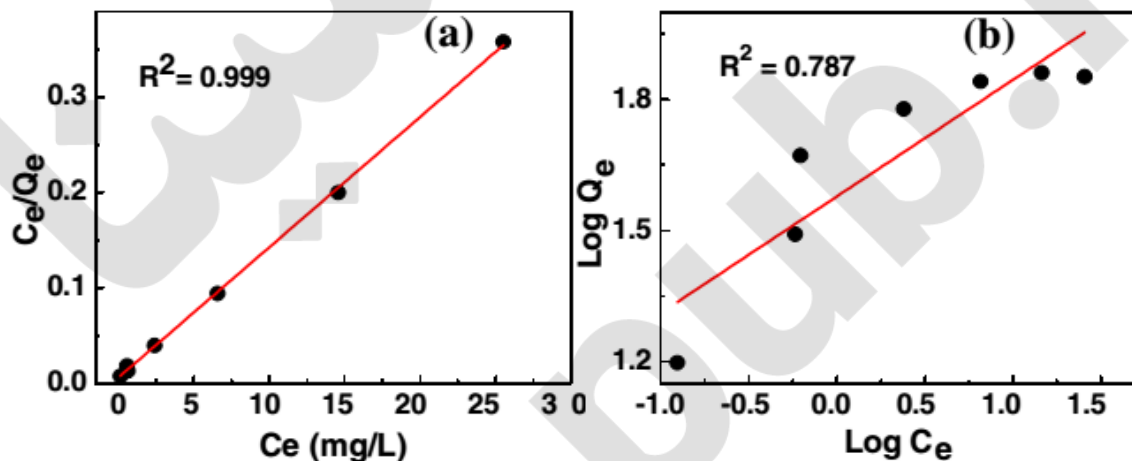 (a)
R² = 0.999
Ce/Qe
0.3
0.2
0.1
0.0
0 5 10 15 20 25 3 0
Ce (mg/L)
(b)
R² = 0.787
Log Qe
1.8
1.5
1.2
-1.0 -0.5 0.0 0.5 1.0 1.5
Log Ce